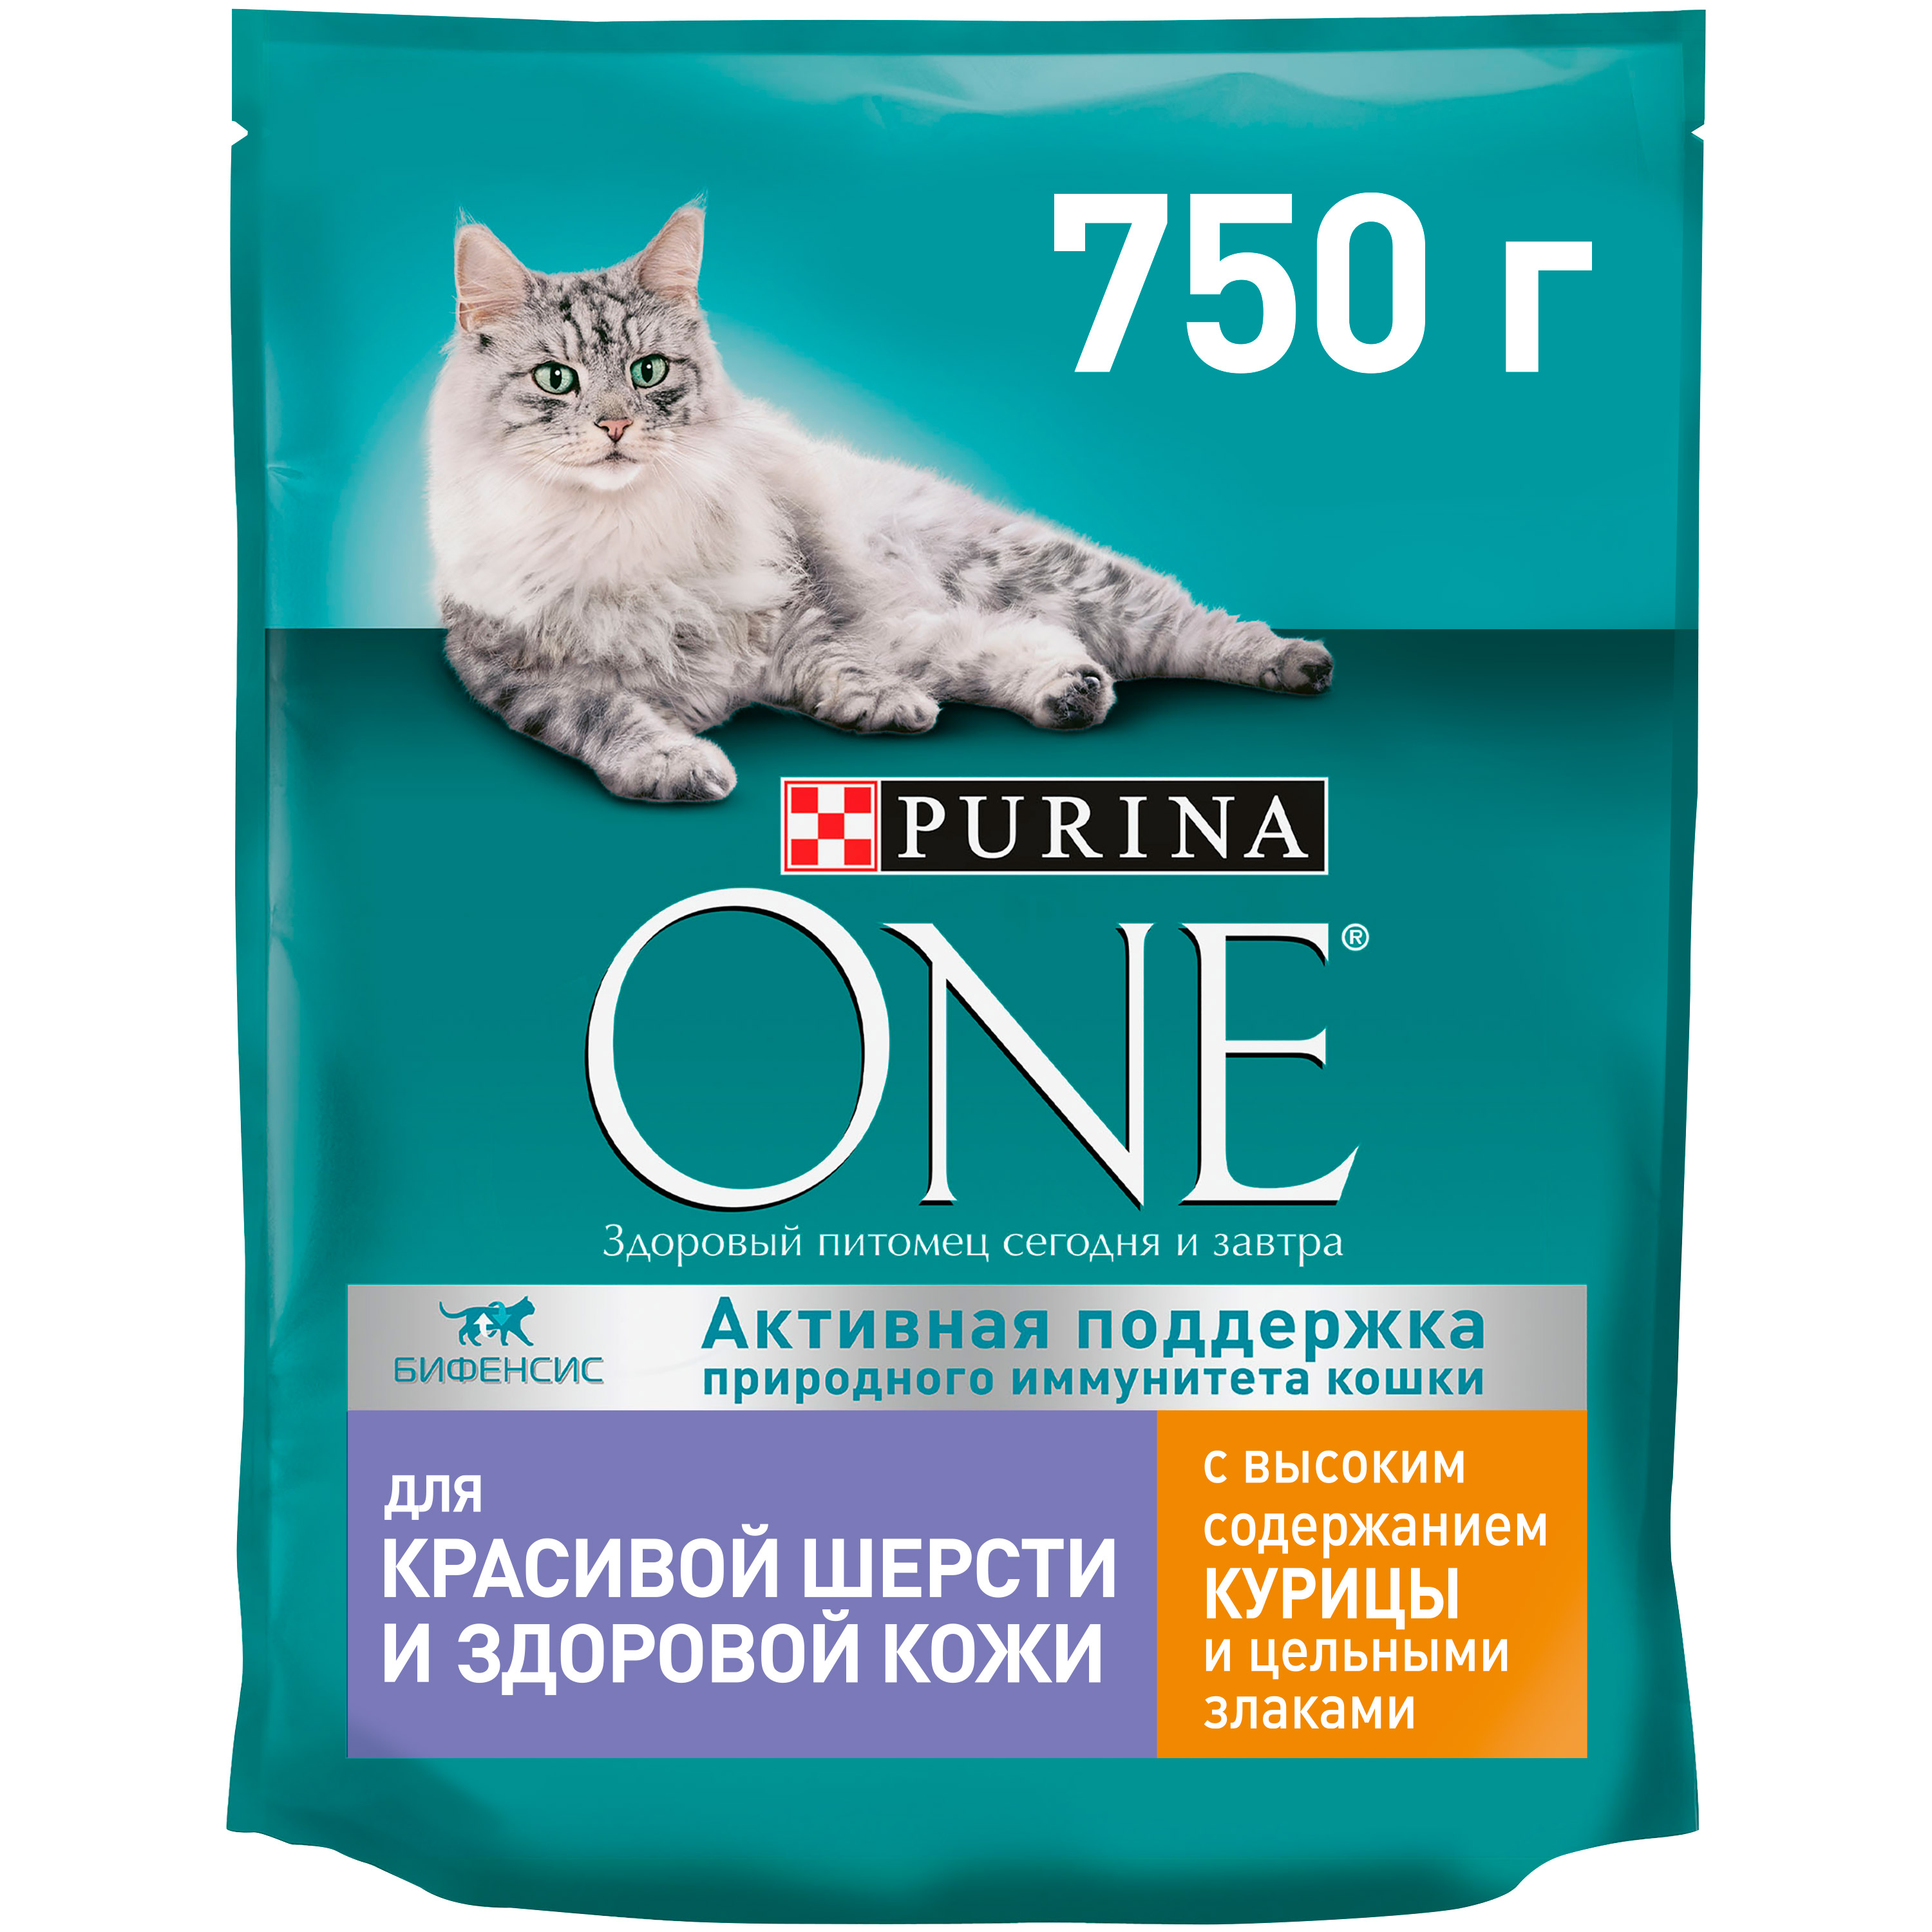 750 г
PURINA
ONE®
Здоровый питомец сегодня и завтра
БИФЕНСИС
Активная поддержка
природного иммунитета кошки
для
КРАСИВОЙ ШЕРСТИ
И ЗДОРОВОЙ КОЖИ
с высоким
содержанием
КУРИЦЫ
и цельными
злаками